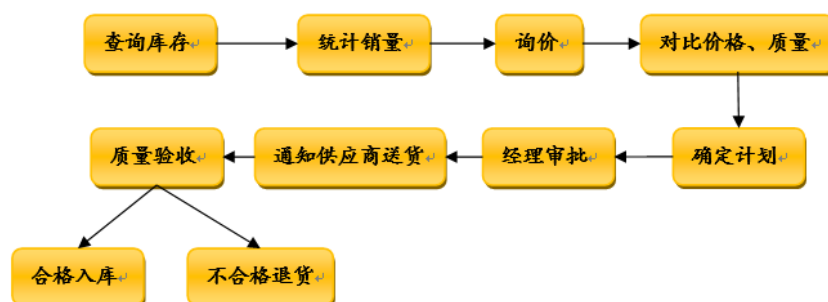 查询库存
统计销量
询价
对比价格、质量
确定计划
经理审批
通知供应商送货
质量验收
合格入库
不合格退货